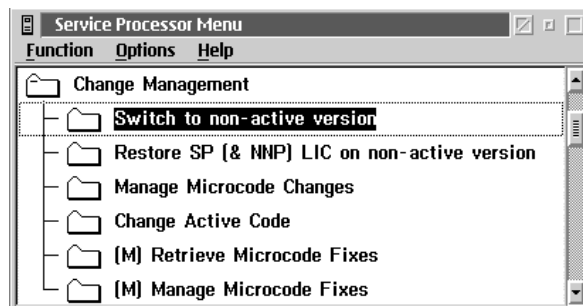 Service Processor Menu
Function Options Help
Change Management
Switch to non-active version
Restore SP (& NNP) LIC on non-active version
Manage Microcode Changes
Change Active Code
(M) Retrieve Microcode Fixes
(M) Manage Microcode Fixes